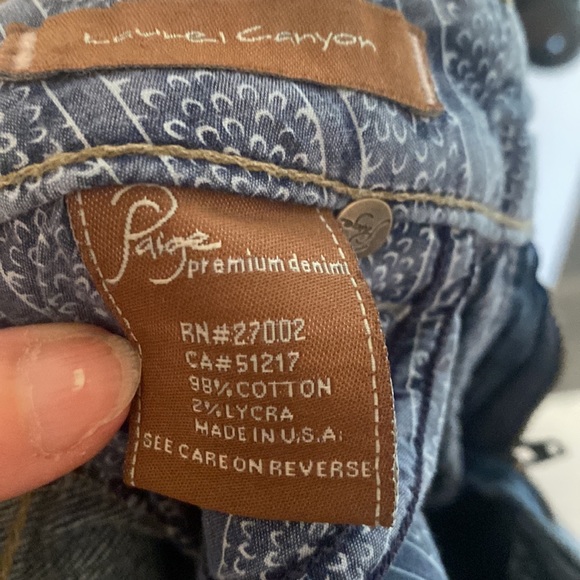 Laurel Canyon
Paige
premium denim
RN#27002
CA#51217
98% COTTON
2% LYCRA
MADE IN U.S.A.
SEE CARE ON REVERSE